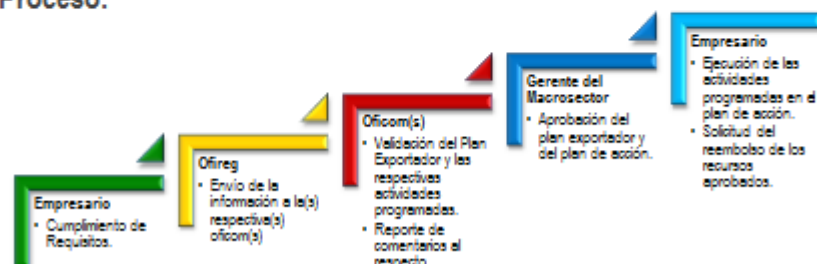 Proceso:
Empresario
• Cumplimiento de
Requisitos.
Ofireg
• Envío de la
información a la(s)
respectiva(s)
oficom(s)
Oficom(s)
• Validación del Plan
Exportador y las
respectivas
actividades
programadas.
• Reporte de
comentarios al
respecto
Gerente del
Macrosector
• Aprobación del
plan exportador y
del plan de acción.
Empresario
• Ejecución de las
actividades
programadas en el
plan de acción.
• Solicitud del
reembolso de los
recursos
aprobados.